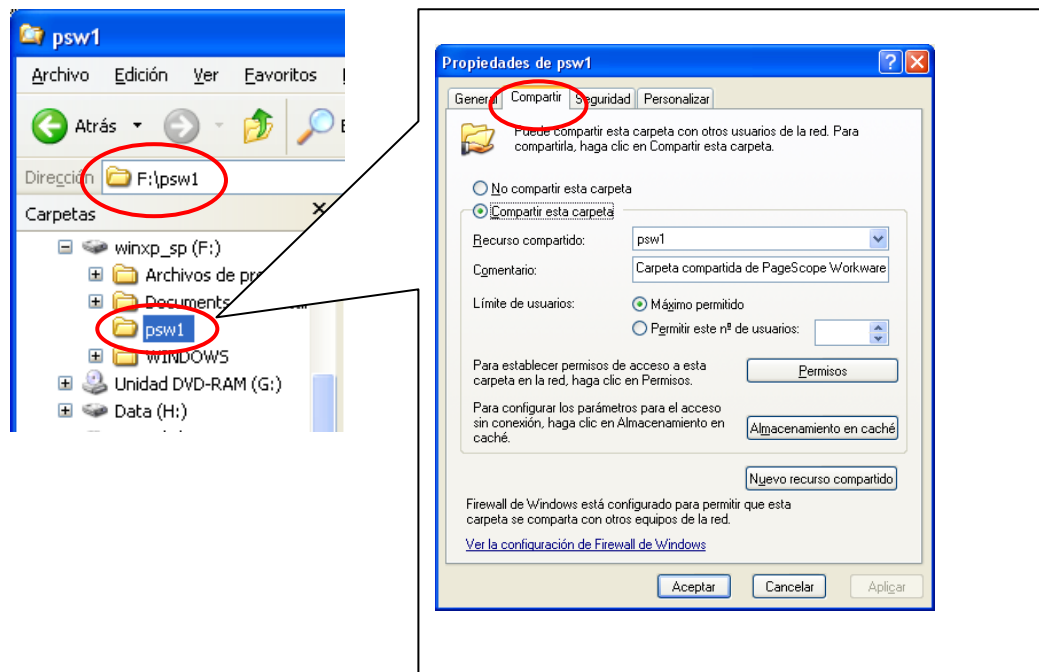 psw1
Archivo Edición Ver Favoritos
Atrás
Dirección F:\psw1
Carpetas
winxp_sp (F:)
Archivos de
Documents
psw1
WINDOWS
Unidad DVD-RAM (G:)
Data (H:)
Propiedades de psw1
General Compartir Seguridad Personalizar
Puede compartir esta carpeta con otros usuarios de la red. Para
compartirla, haga clic en Compartir esta carpeta.
No compartir esta carpeta
Compartir esta carpeta
Recurso compartido: psw1
Comentario: Carpeta compartida de PageScope Workware
Límite de usuarios: Máximo permitido
Permitir este nº de usuarios:
Para establecer permisos de acceso a esta
carpeta en la red, haga clic en Permisos.
Permisos
Para configurar los parámetros para el acceso
sin conexión, haga clic en Almacenamiento en
caché.
Almacenamiento en caché
Nuevo recurso compartido
Firewall de Windows está configurado para permitir que esta
carpeta se comparta con otros equipos de la red.
Ver la configuración de Firewall de Windows
Aceptar Cancelar Aplicar